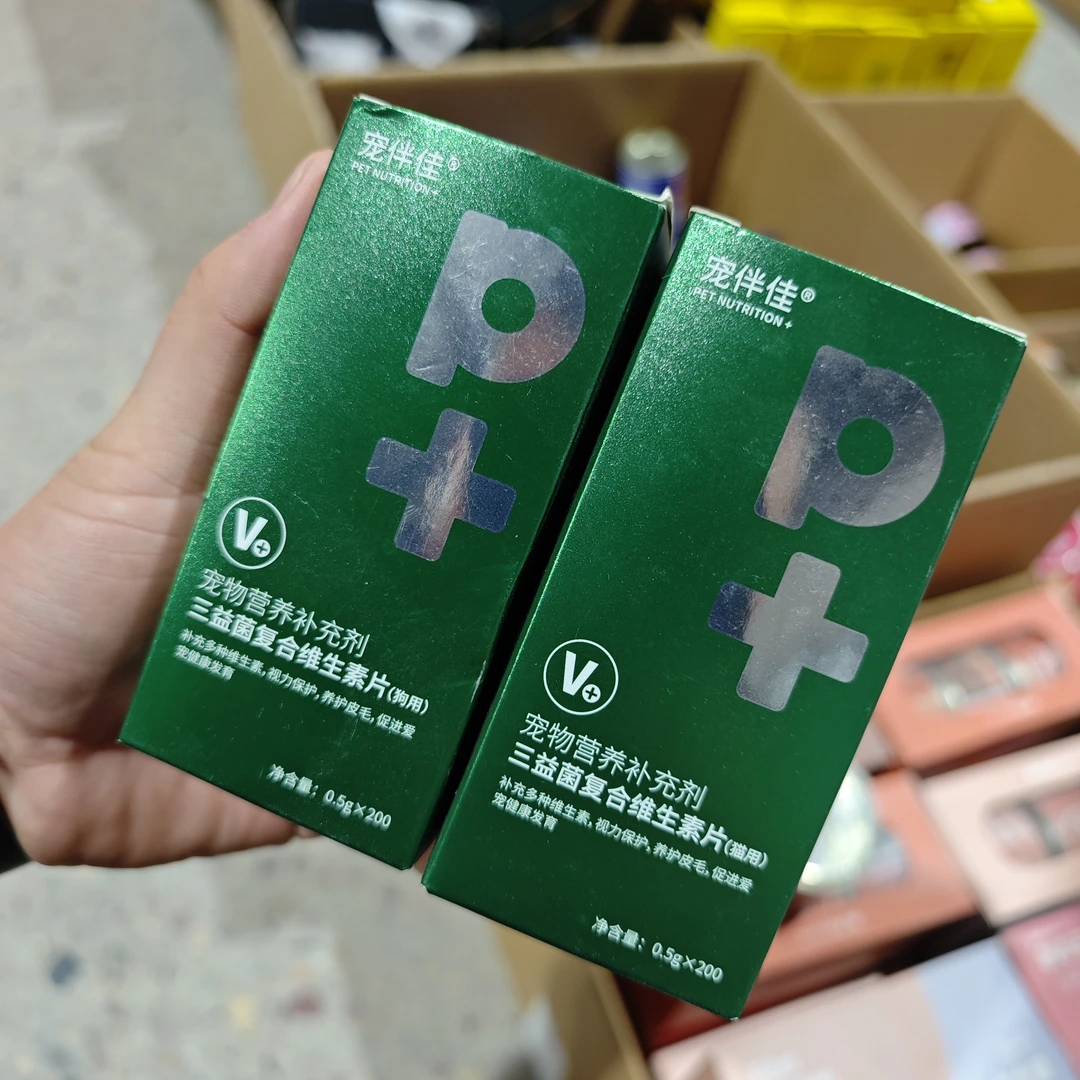 宠伴佳®
PET NUTRITION+
p+
V+
宠物营养补充剂
三益菌复合维生素片(狗用)
补充多种维生素, 视力保护, 养护皮毛, 促进爱
宠健康发育
净含量: 0.5g×200
宠伴佳®
PET NUTRITION+
p+
V+
宠物营养补充剂
三益菌复合维生素片(猫用)
补充多种维生素, 视力保护, 养护皮毛, 促进爱
宠健康发育
净含量: 0.5g×200